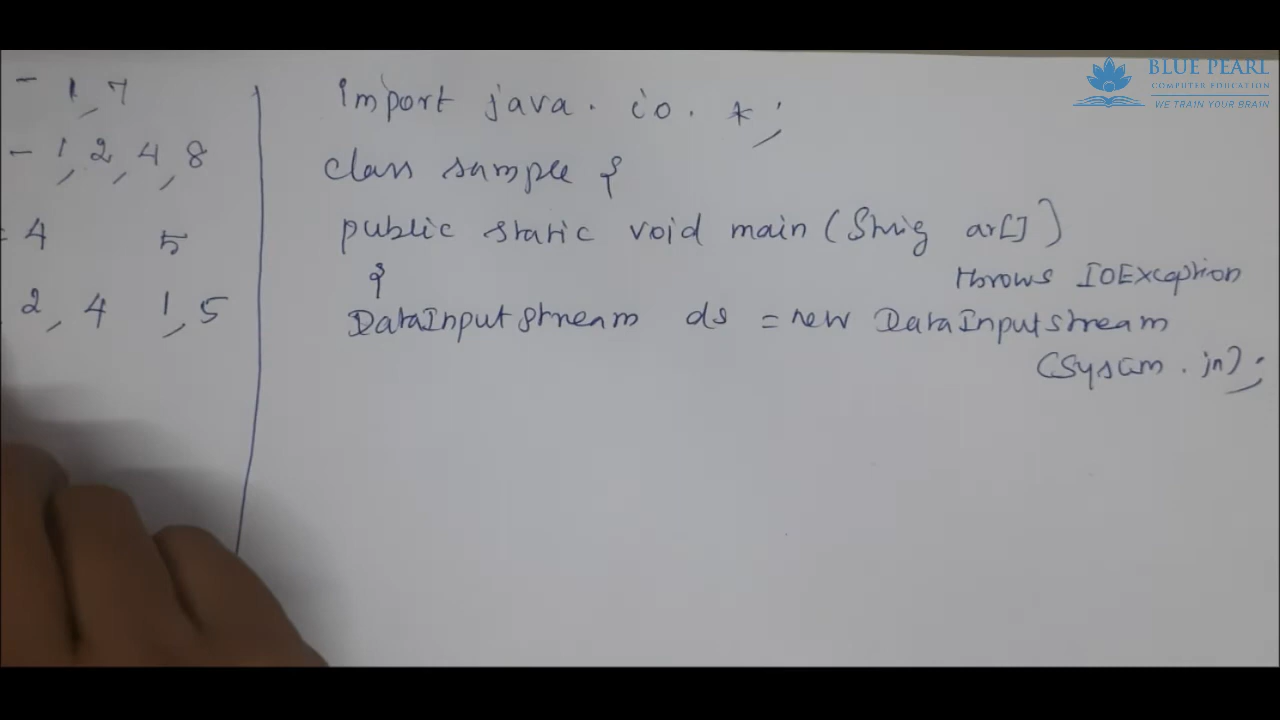 BLUE PEARL
COMPUTER EDUCATION
WE TRAIN YOUR BRAIN
- 1, 7
- 1, 2, 4, 8
= 4 5
2, 4 1, 5
import java. io. *;
class sample {
public static void main (Strig ar[])
{ throws IOException
DataInputstream ds = new DataInputstream
(System . in);